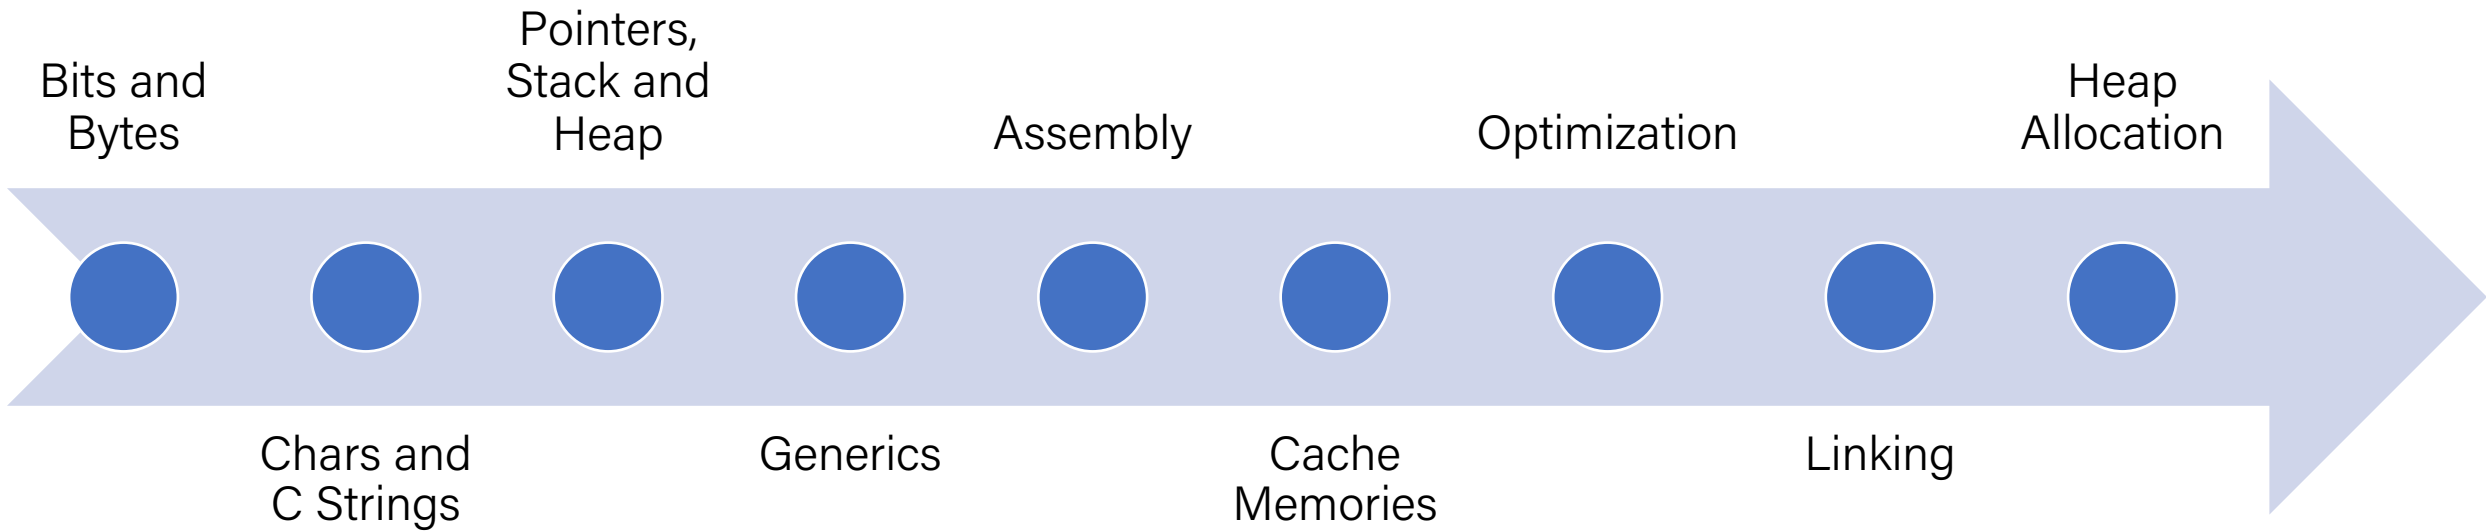 Bits and
Bytes
Chars and
C Strings
Pointers,
Stack and
Heap
Generics
Assembly
Cache
Memories
Optimization
Linking
Heap
Allocation